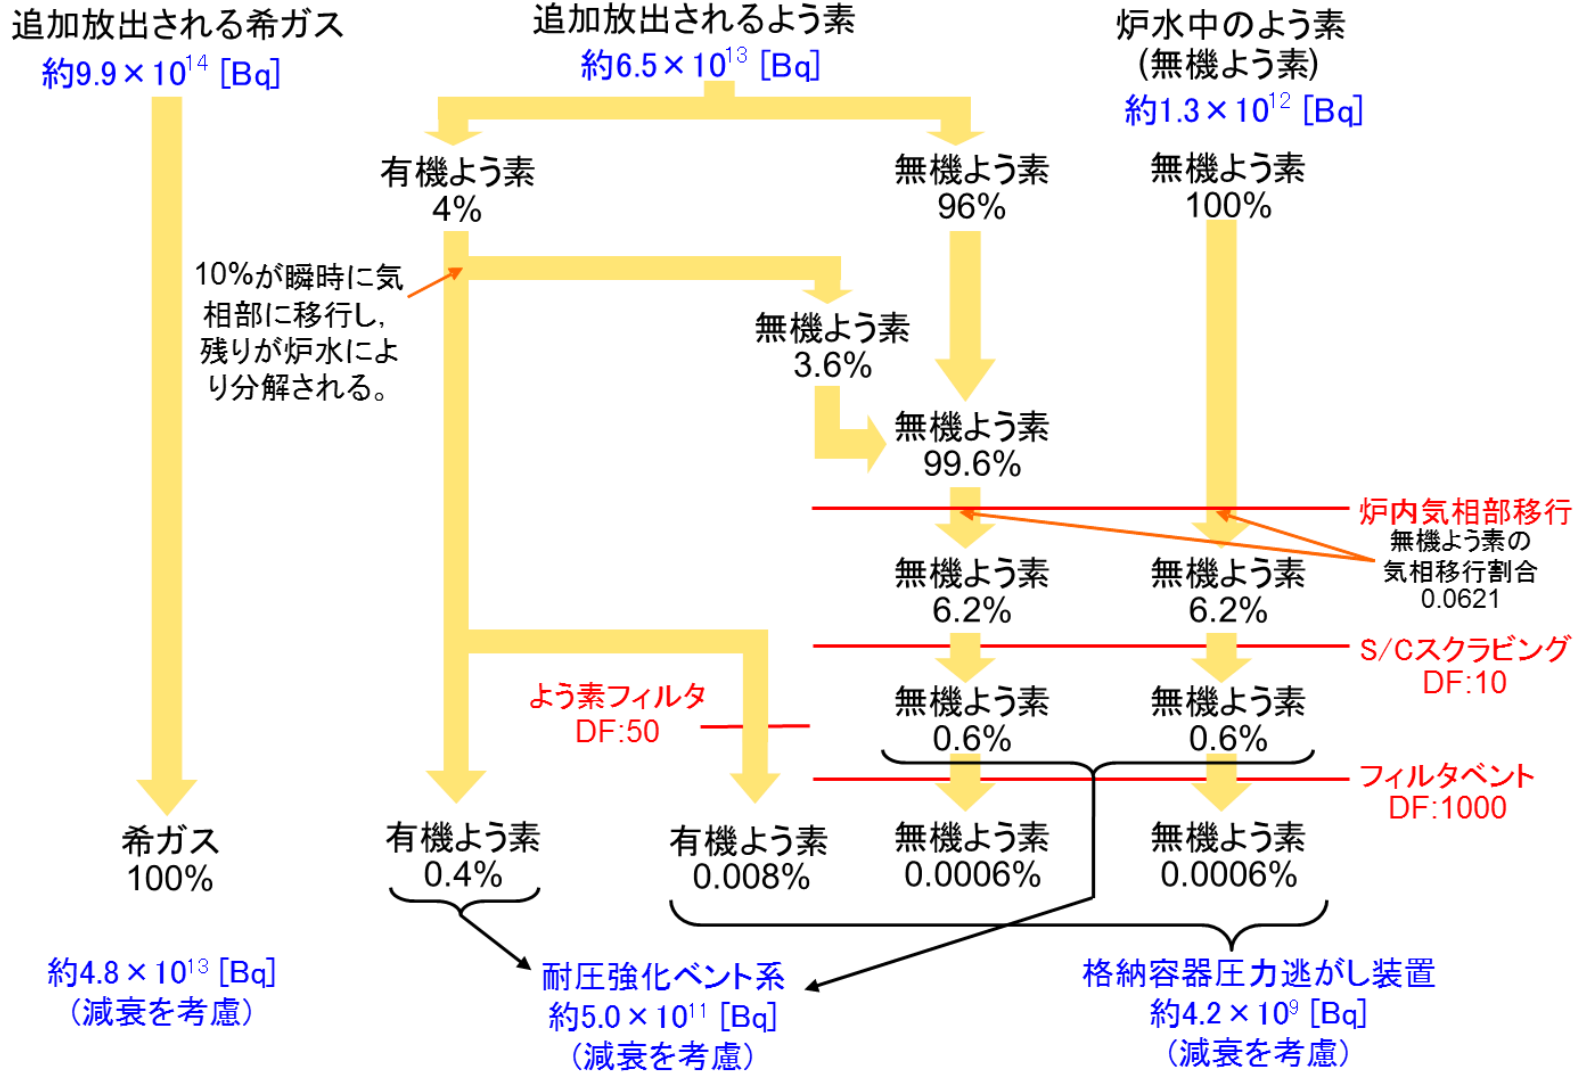 追加放出される希ガス
約9.9×10¹⁴ [Bq]
追加放出されるよう素
約6.5×10¹³ [Bq]
炉水中のよう素
(無機よう素)
約1.3×10¹² [Bq]
有機よう素
4%
無機よう素
96%
無機よう素
100%
10%が瞬時に気
相部に移行し,
残りが炉水によ
り分解される。
無機よう素
3.6%
無機よう素
99.6%
炉内気相部移行
無機よう素の
気相移行割合
0.0621
無機よう素
6.2%
無機よう素
6.2%
S/Cスクラビング
DF:10
よう素フィルタ
DF:50
無機よう素
0.6%
無機よう素
0.6%
フィルタベント
DF:1000
希ガス
100%
有機よう素
0.4%
有機よう素
0.008%
無機よう素
0.0006%
無機よう素
0.0006%
約4.8×10¹³ [Bq]
(減衰を考慮)
耐圧強化ベント系
約5.0×10¹¹ [Bq]
(減衰を考慮)
格納容器圧力逃がし装置
約4.2×10⁹ [Bq]
(減衰を考慮)